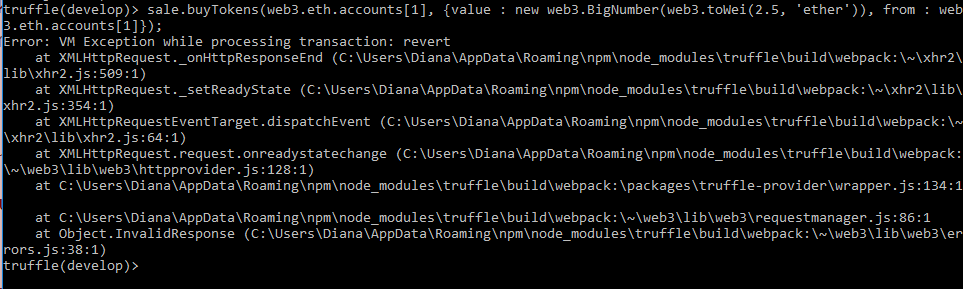 truffle(develop)> sale.buyTokens(web3.eth.accounts[1], {value : new web3.BigNumber(web3.toWei(2.5, 'ether')), from : web
3.eth.accounts[1]});
Error: VM Exception while processing transaction: revert
    at XMLHttpRequest._onHttpResponseEnd (C:\Users\Diana\AppData\Roaming\npm\node_modules\truffle\build\webpack:\~\xhr2\
lib\xhr2.js:509:1)
    at XMLHttpRequest._setReadyState (C:\Users\Diana\AppData\Roaming\npm\node_modules\truffle\build\webpack:\~\xhr2\lib\
xhr2.js:354:1)
    at XMLHttpRequestEventTarget.dispatchEvent (C:\Users\Diana\AppData\Roaming\npm\node_modules\truffle\build\webpack:\~
\xhr2\lib\xhr2.js:64:1)
    at XMLHttpRequest.request.onreadystatechange (C:\Users\Diana\AppData\Roaming\npm\node_modules\truffle\build\webpack:
\~\web3\lib\web3\httpprovider.js:128:1)
    at C:\Users\Diana\AppData\Roaming\npm\node_modules\truffle\build\webpack:\packages\truffle-provider\wrapper.js:134:1
    at C:\Users\Diana\AppData\Roaming\npm\node_modules\truffle\build\webpack:\~\web3\lib\web3\requestmanager.js:86:1
    at Object.InvalidResponse (C:\Users\Diana\AppData\Roaming\npm\node_modules\truffle\build\webpack:\~\web3\lib\web3\er
rors.js:38:1)
truffle(develop)>